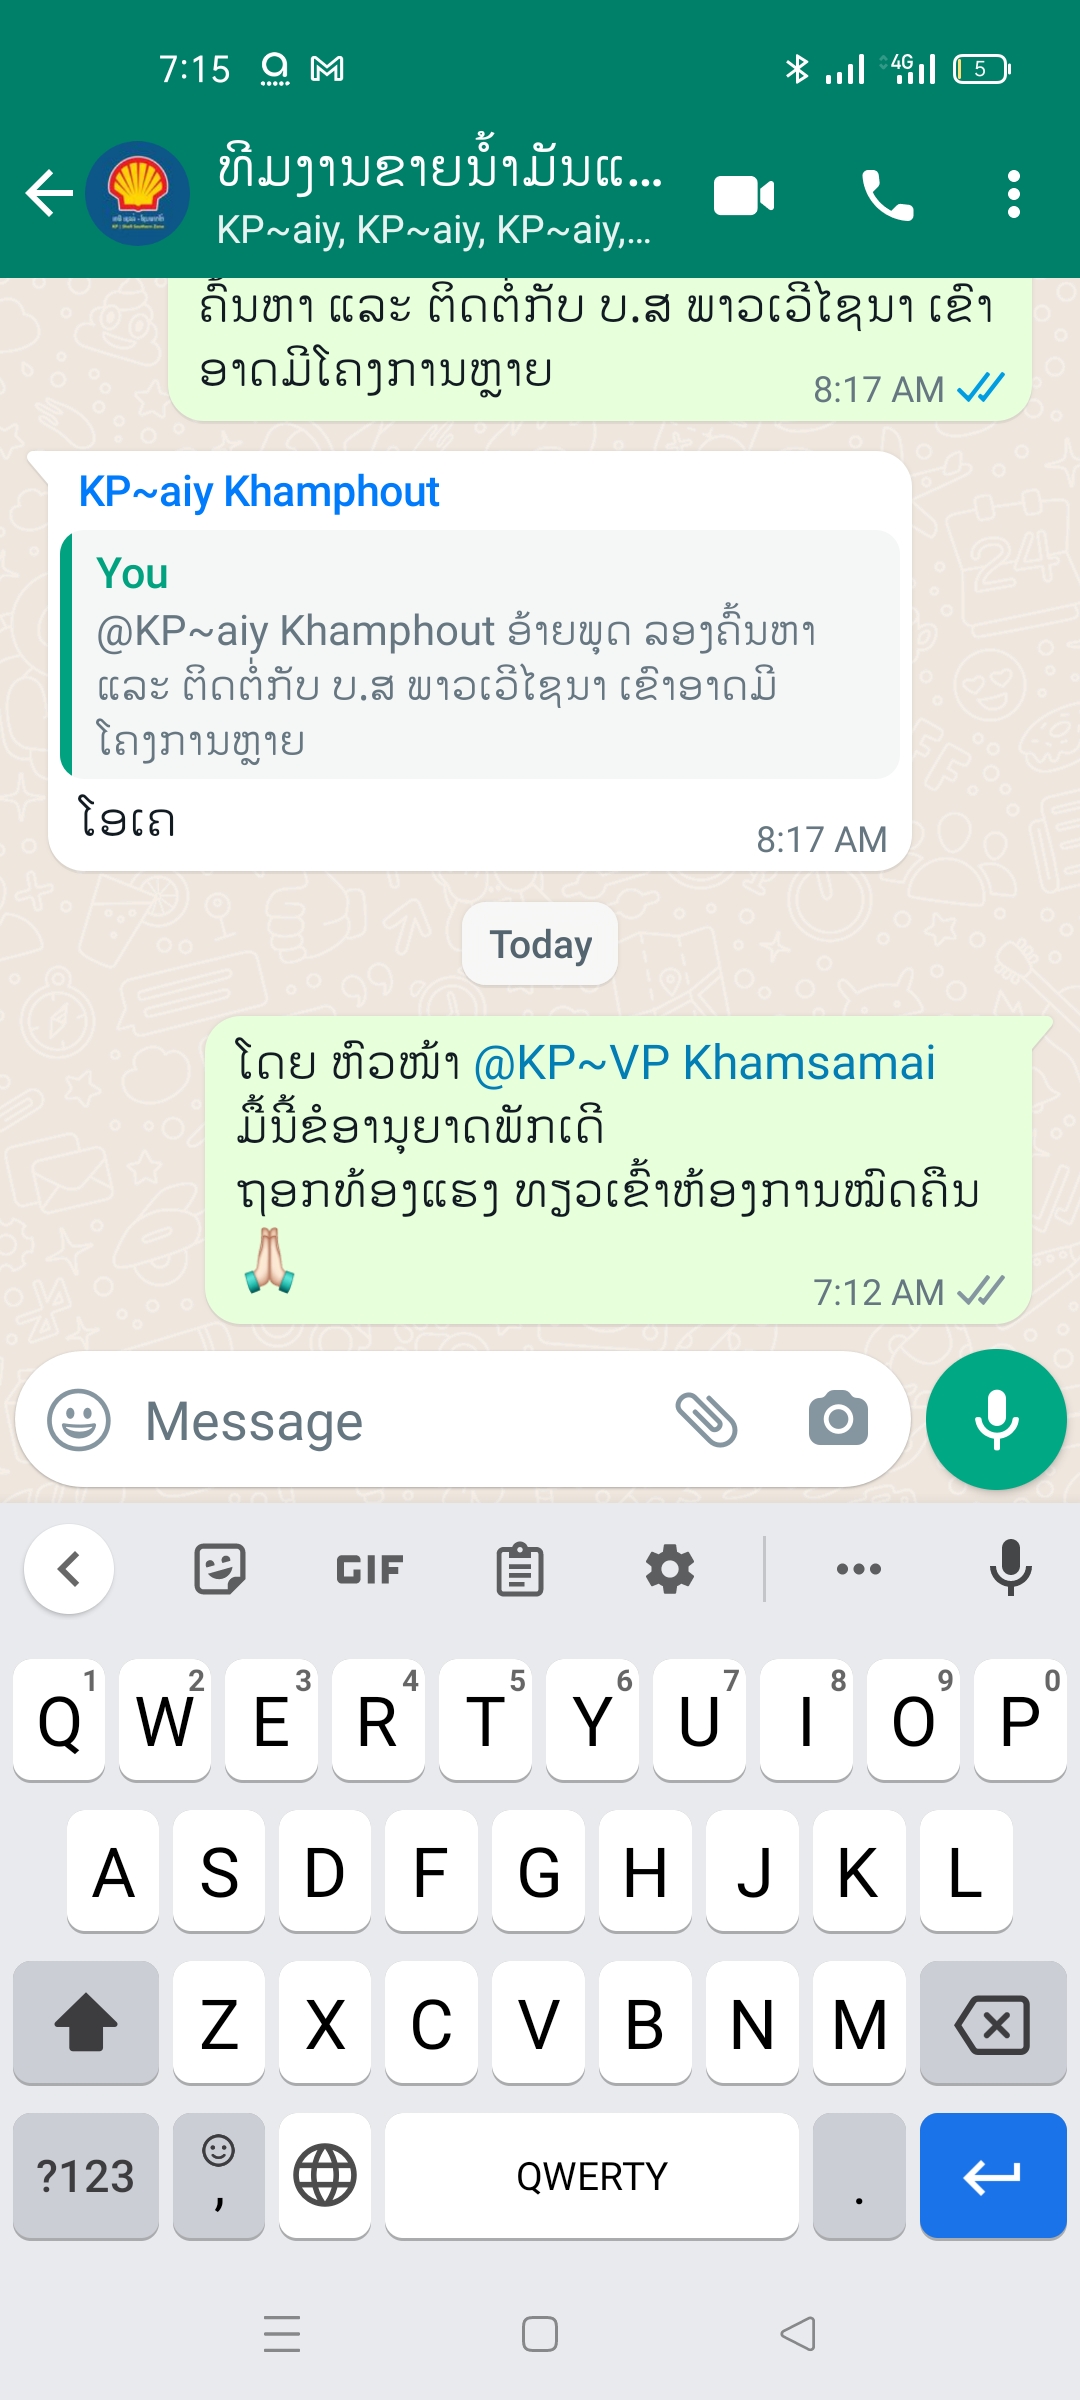 7:15
4G
5
ທີມງານຂາຍນ້ຳມັນແ...
KP~aiy, KP~aiy, KP~aiy,...
ຄົ້ນຫາ ແລະ ຕິດຕໍ່ກັບ ບ.ສ ພາວເວີໄຊນາ ເຂົາ
ອາດມີໂຄງການຫຼາຍ
8:17 AM
KP~aiy Khamphout
You
@KP~aiy Khamphout ອ້າຍພຸດ ລອງຄົ້ນຫາ
ແລະ ຕິດຕໍ່ກັບ ບ.ສ ພາວເວີໄຊນາ ເຂົາອາດມີ
ໂຄງການຫຼາຍ
ໂອເຄ
8:17 AM
Today
ໂດຍ ຫົວໜ້າ @KP~VP Khamsamai
ມື້ນີ້ຂໍອານຸຍາດພັກເດີ
ຖອກທ້ອງແຮງ ທຽວເຂົ້າຫ້ອງການໝົດຄືນ
🙏🏻
7:12 AM
Message
GIF
1 2 3 4 5 6 7 8 9 0
Q W E R T Y U I O P
A S D F G H J K L
Z X C V B N M
?123 , QWERTY .